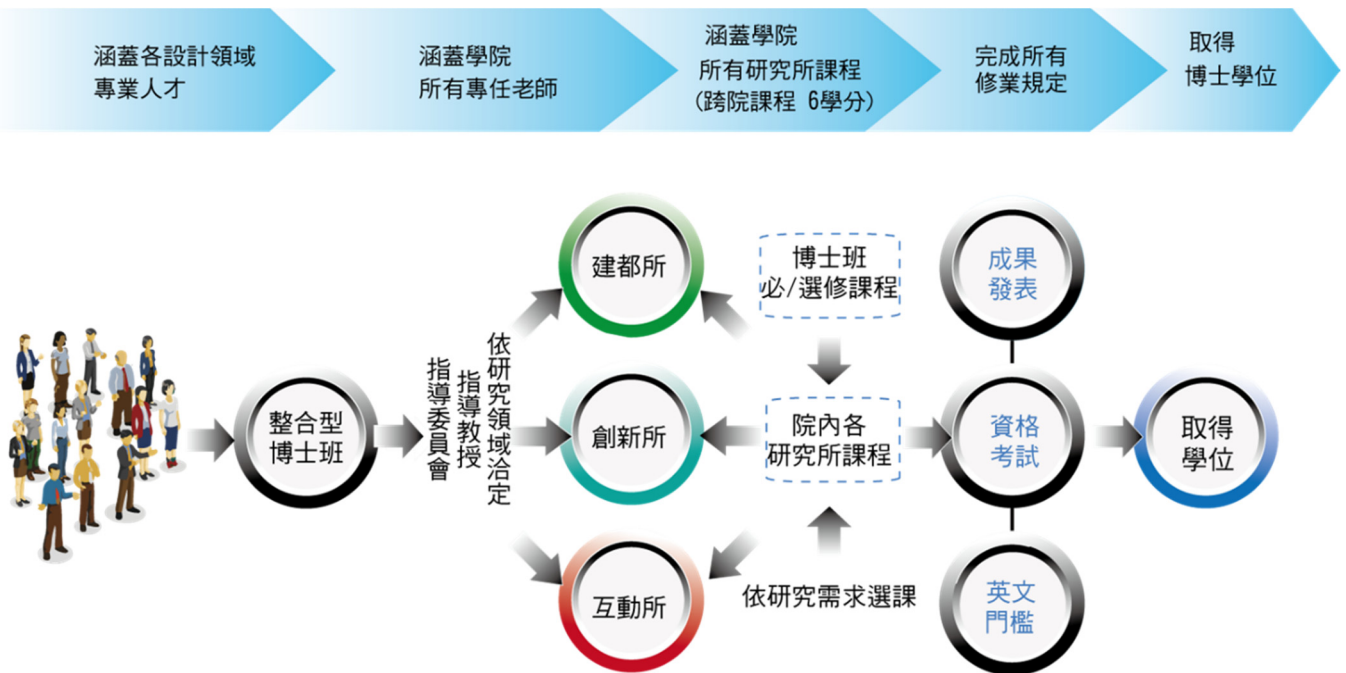 涵蓋各設計領域
專業人才
涵蓋學院
所有專任老師
涵蓋學院
所有研究所課程
(跨院課程 6學分)
完成所有
修業規定
取得
博士學位
整合型
博士班
依研究領域洽定
指導教授
指導委員會
建都所
創新所
互動所
博士班
必/選修課程
院內各
研究所課程
依研究需求選課
成果
發表
資格
考試
英文
門檻
取得
學位